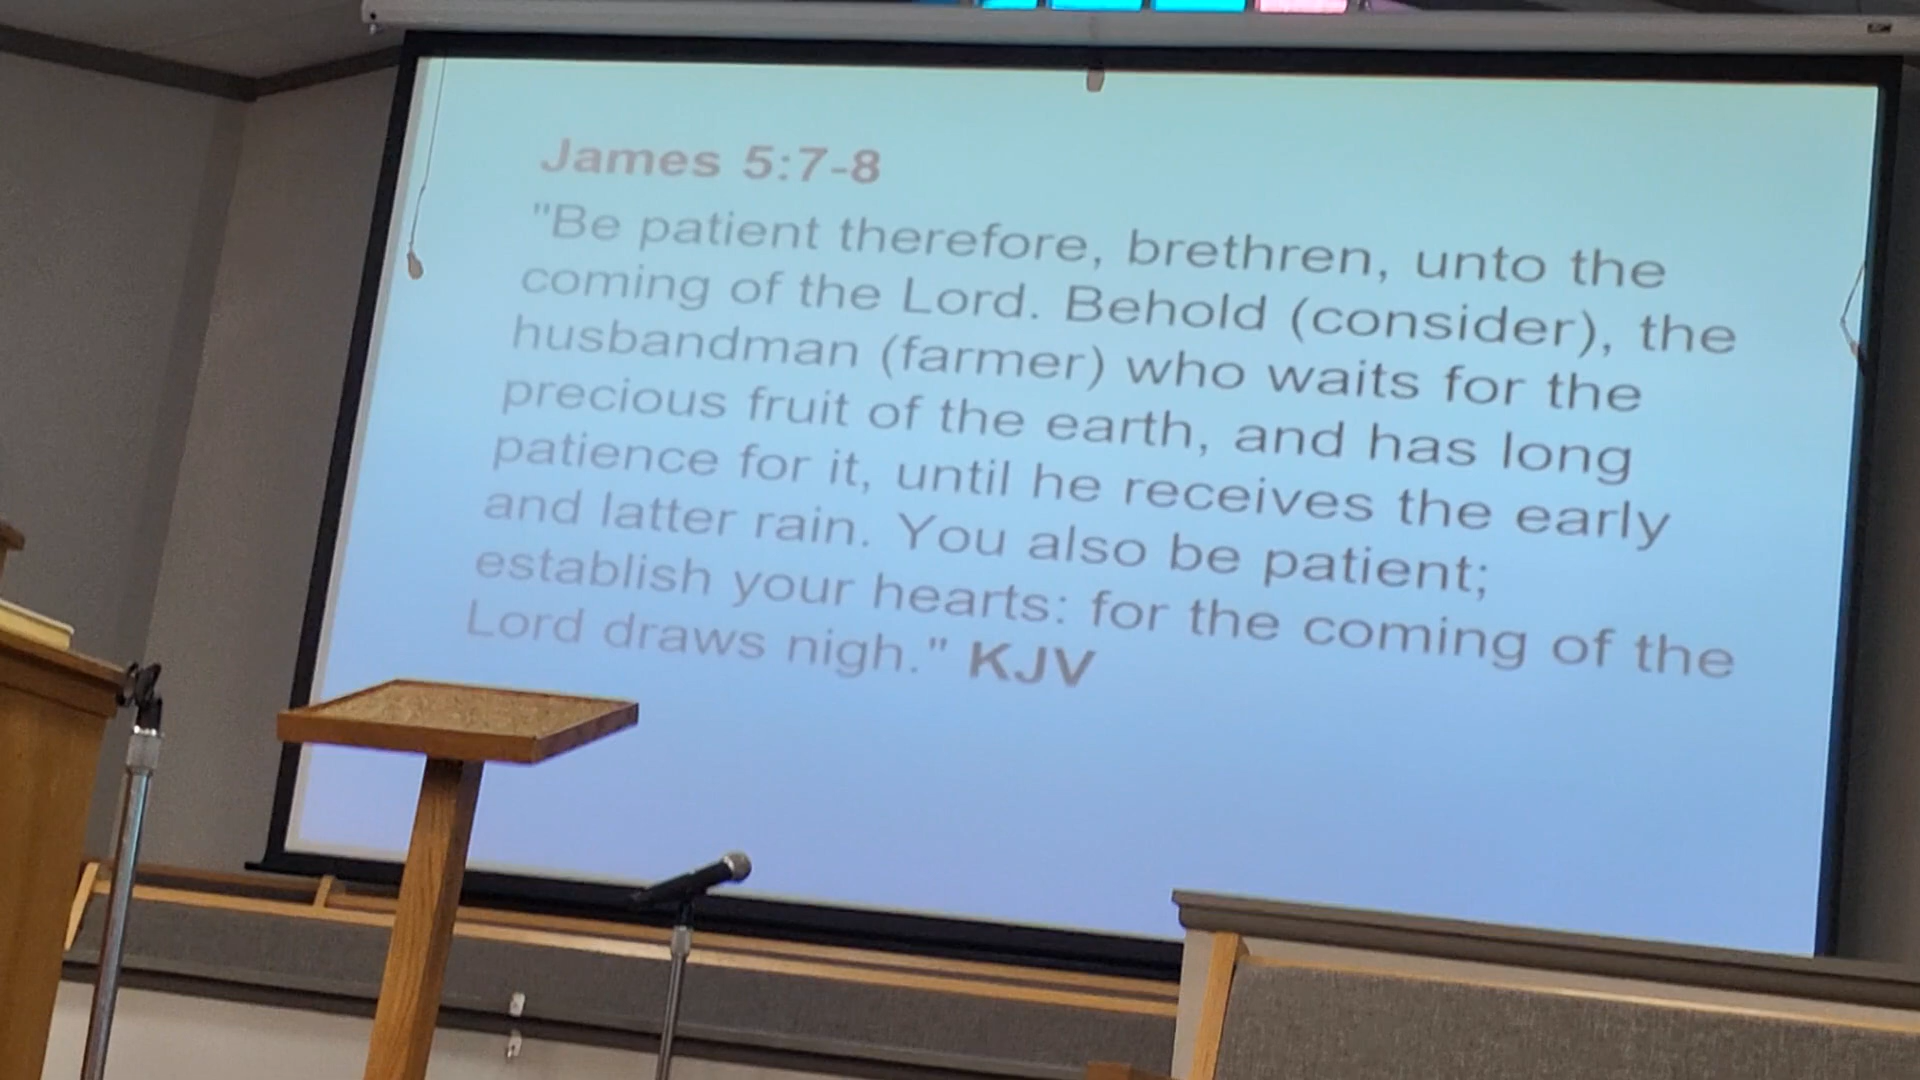 James 5:7-8
"Be patient therefore, brethren, unto the
coming of the Lord. Behold (consider), the
husbandman (farmer) who waits for the
precious fruit of the earth, and has long
patience for it, until he receives the early
and latter rain. You also be patient;
establish your hearts: for the coming of the
Lord draws nigh." KJV